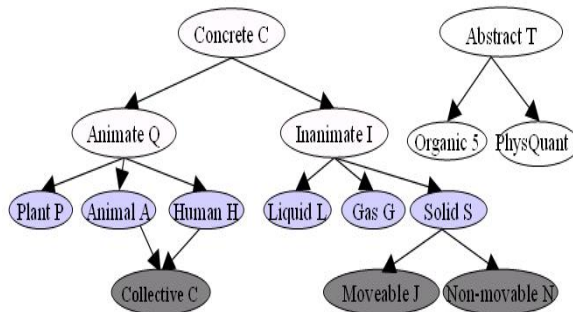 Concrete C
Abstract T
Animate Q
Inanimate I
Organic 5
PhysQuant
Plant P
Animal A
Human H
Liquid L
Gas G
Solid S
Collective C
Moveable J
Non-movable N